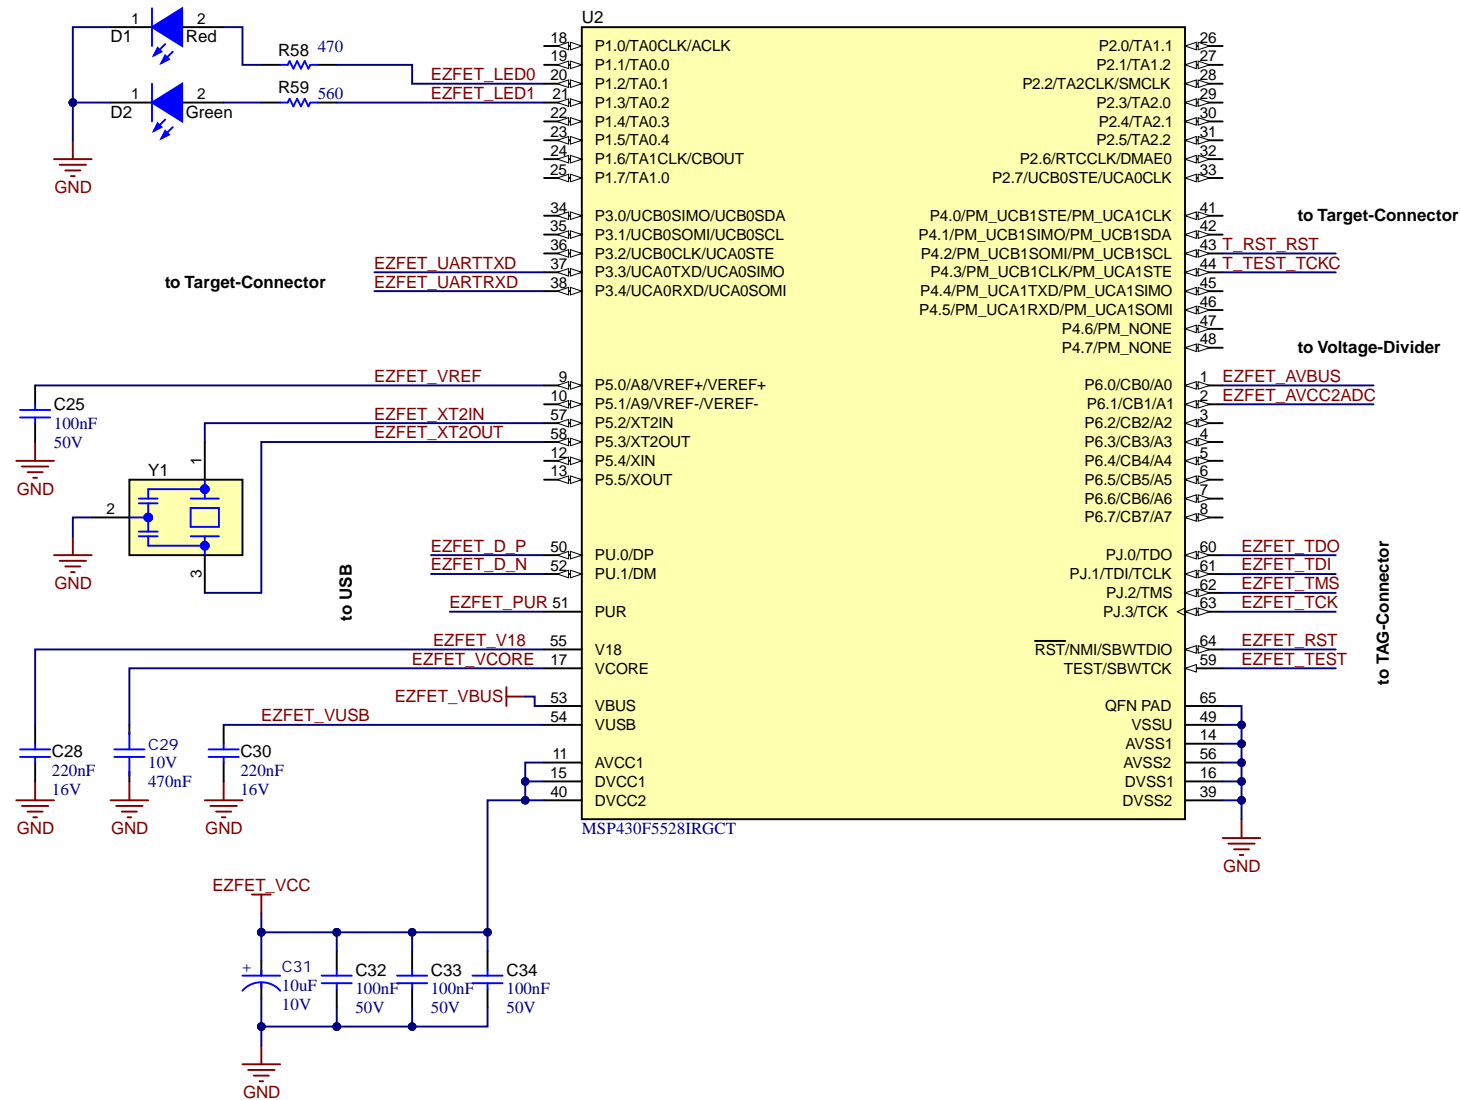 U2
D1 1 2 Red
R58 470
EZFET_LED0
D2 1 2 Green
R59 560
EZFET_LED1
GND
18 P1.0/TA0CLK/ACLK
19 P1.1/TA0.0
20 P1.2/TA0.1
21 P1.3/TA0.2
22 P1.4/TA0.3
23 P1.5/TA0.4
24 P1.6/TA1CLK/CBOUT
25 P1.7/TA1.0
34 P3.0/UCB0SIMO/UCB0SDA
35 P3.1/UCB0SOMI/UCB0SCL
36 P3.2/UCB0CLK/UCA0STE
EZFET_UARTTXD 37 P3.3/UCA0TXD/UCA0SIMO
EZFET_UARTRXD 38 P3.4/UCA0RXD/UCA0SOMI
to Target-Connector
EZFET_VREF 9 P5.0/A8/VREF+/VEREF+
10 P5.1/A9/VREF-/VEREF-
EZFET_XT2IN 57 P5.2/XT2IN
EZFET_XT2OUT 58 P5.3/XT2OUT
12 P5.4/XIN
13 P5.5/XOUT
C25
100nF
50V
GND
Y1
1
2
3
GND
to USB
EZFET_D_P 50 PU.0/DP
EZFET_D_N 52 PU.1/DM
EZFET_PUR 51 PUR
EZFET_V18 55 V18
EZFET_VCORE 17 VCORE
EZFET_VBUS 53 VBUS
EZFET_VUSB 54 VUSB
11 AVCC1
15 DVCC1
40 DVCC2
MSP430F5528IRGCT
C28
220nF
16V
GND
C29
10V
470nF
GND
C30
220nF
16V
GND
P2.0/TA1.1 26
P2.1/TA1.2 27
P2.2/TA2CLK/SMCLK 28
P2.3/TA2.0 29
P2.4/TA2.1 30
P2.5/TA2.2 31
P2.6/RTCCLK/DMAE0 32
P2.7/UCB0STE/UCA0CLK 33
P4.0/PM_UCB1STE/PM_UCA1CLK 41
P4.1/PM_UCB1SIMO/PM_UCB1SDA 42
P4.2/PM_UCB1SOMI/PM_UCB1SCL 43 T_RST_RST
P4.3/PM_UCB1CLK/PM_UCA1STE 44 T_TEST_TCKC
P4.4/PM_UCA1TXD/PM_UCA1SIMO 45
P4.5/PM_UCA1RXD/PM_UCA1SOMI 46
P4.6/PM_NONE 47
P4.7/PM_NONE 48
to Target-Connector
to Voltage-Divider
P6.0/CB0/A0 1 EZFET_AVBUS
P6.1/CB1/A1 2 EZFET_AVCC2ADC
P6.2/CB2/A2 3
P6.3/CB3/A3 4
P6.4/CB4/A4 5
P6.5/CB5/A5 6
P6.6/CB6/A6 7
P6.7/CB7/A7 8
PJ.0/TDO 60 EZFET_TDO
PJ.1/TDI/TCLK 61 EZFET_TDI
PJ.2/TMS 62 EZFET_TMS
PJ.3/TCK 63 EZFET_TCK
RST/NMI/SBWTDIO 64 EZFET_RST
TEST/SBWTCK 59 EZFET_TEST
to TAG-Connector
QFN PAD 65
VSSU 49
AVSS1 14
AVSS2 56
DVSS1 16
DVSS2 39
GND
EZFET_VCC
+ C31
10uF
10V
C32
100nF
50V
C33
100nF
50V
C34
100nF
50V
GND